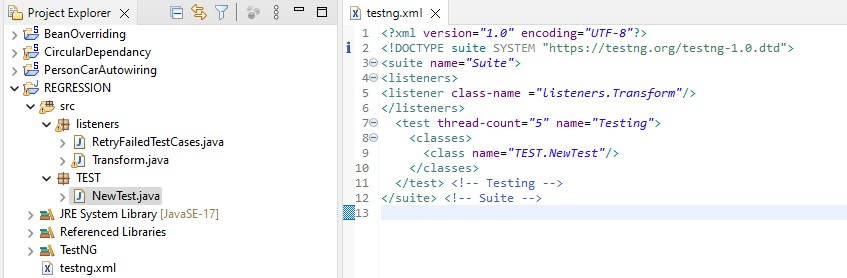 Project Explorer
BeanOverriding
CircularDependancy
PersonCarAutowiring
REGRESSION
src
listeners
RetryFailedTestCases.java
Transform.java
TEST
NewTest.java
JRE System Library [JavaSE-17]
Referenced Libraries
TestNG
testng.xml
testng.xml
1 <?xml version="1.0" encoding="UTF-8"?>
2 <!DOCTYPE suite SYSTEM "https://testng.org/testng-1.0.dtd">
3 <suite name="Suite">
4 <listeners>
5 <listener class-name ="listeners.Transform"/>
6 </listeners>
7 <test thread-count="5" name="Testing">
8 <classes>
9 <class name="TEST.NewTest"/>
10 </classes>
11 </test> <!-- Testing -->
12 </suite> <!-- Suite -->
13